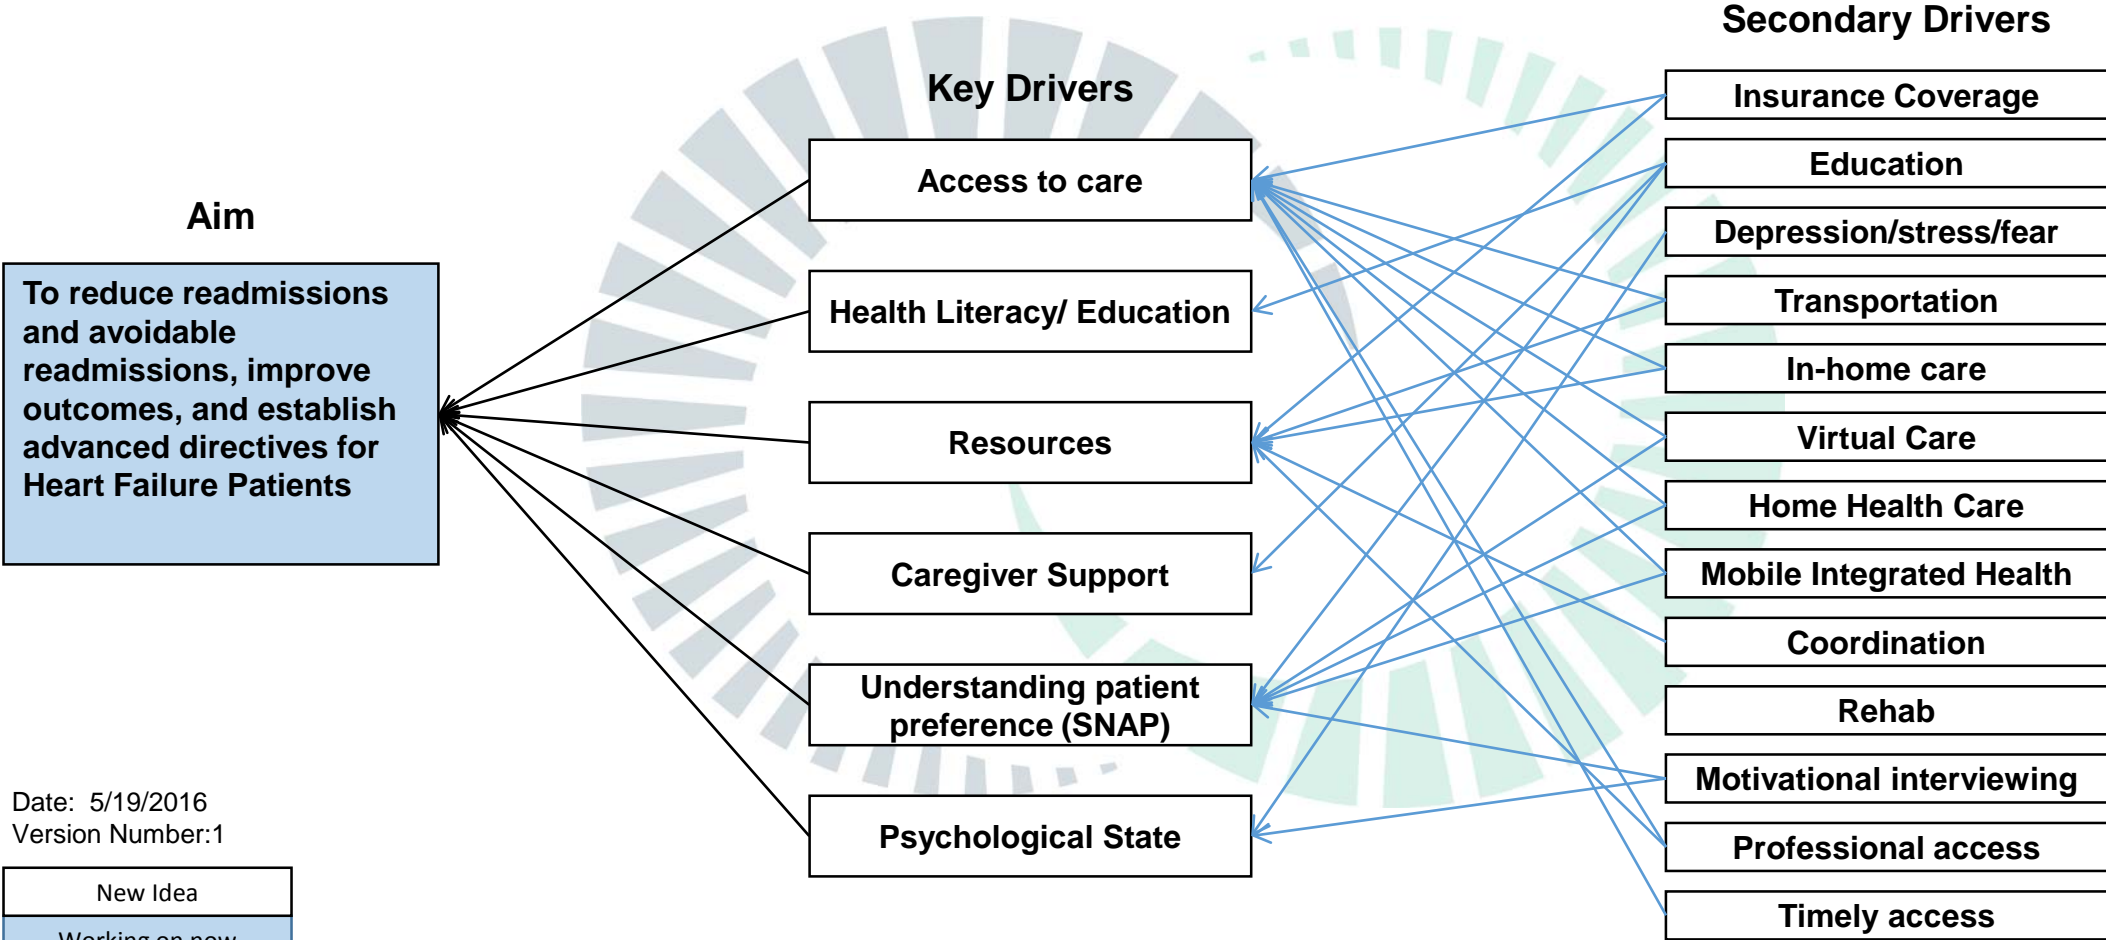 Secondary Drivers
Key Drivers
Aim
To reduce readmissions
and avoidable
readmissions, improve
outcomes, and establish
advanced directives for
Heart Failure Patients
Access to care
Health Literacy/ Education
Resources
Caregiver Support
Understanding patient
preference (SNAP)
Psychological State
Insurance Coverage
Education
Depression/stress/fear
Transportation
In-home care
Virtual Care
Home Health Care
Mobile Integrated Health
Coordination
Rehab
Motivational interviewing
Professional access
Timely access
Date:  5/19/2016
Version Number:1
New Idea
Working on now